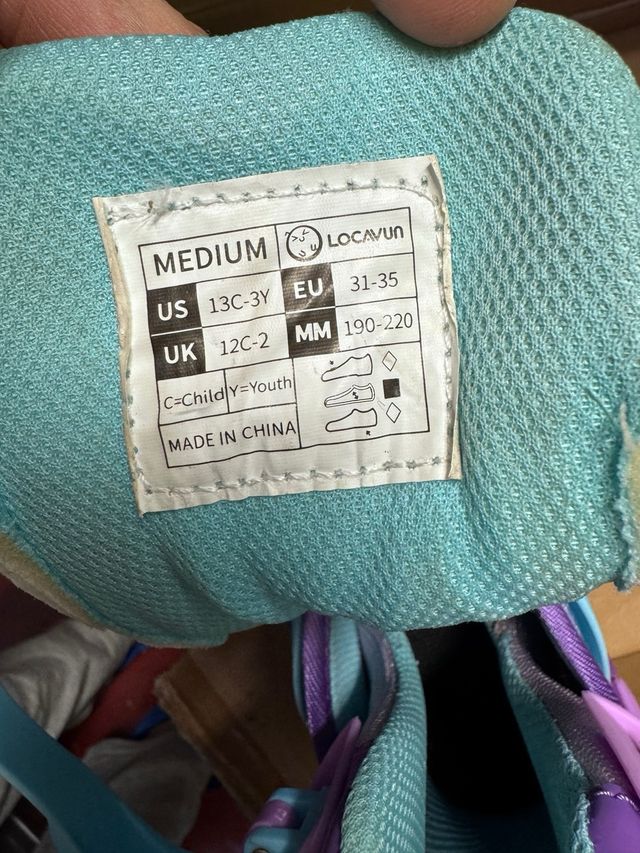 MEDIUM LOCAVUN
US 13C-3Y EU 31-35
UK 12C-2 MM 190-220
C=Child Y=Youth
MADE IN CHINA